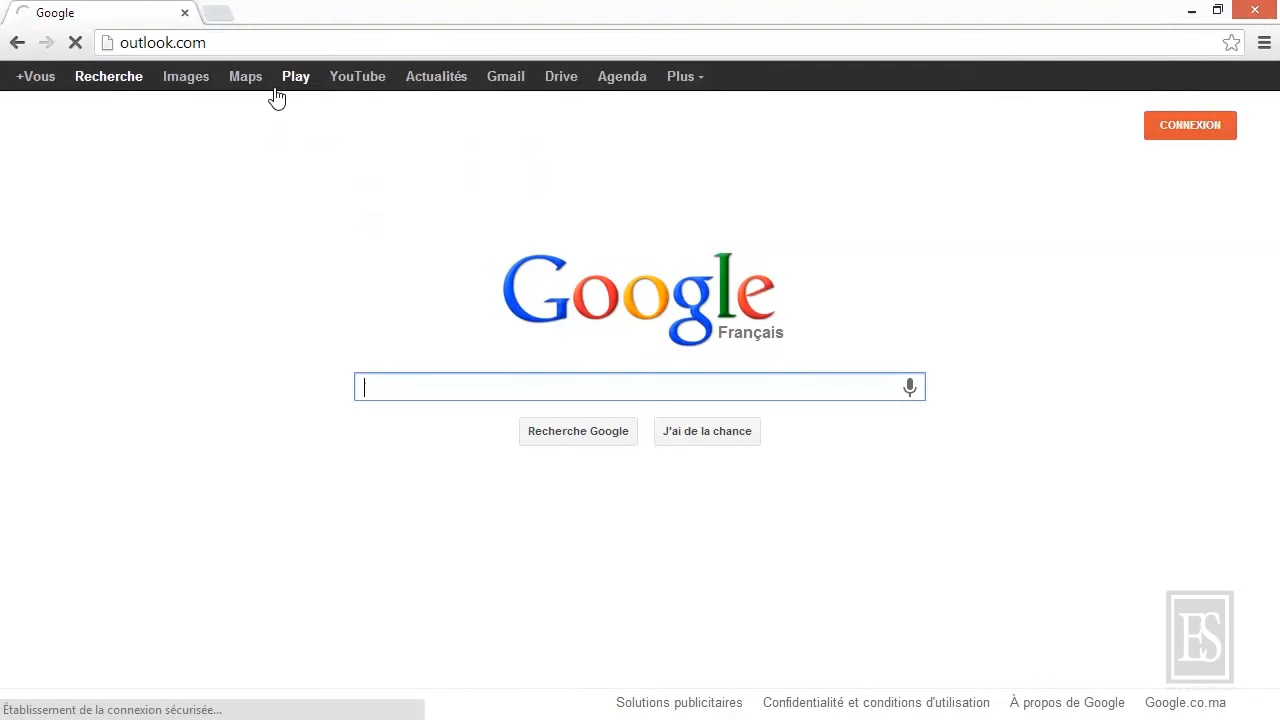 Google
outlook.com
+Vous Recherche Images Maps Play YouTube Actualités Gmail Drive Agenda Plus
CONNEXION
Google
Français
Recherche Google J'ai de la chance
ES
Établissement de la connexion sécurisée...
Solutions publicitaires Confidentialité et conditions d'utilisation À propos de Google Google.co.ma